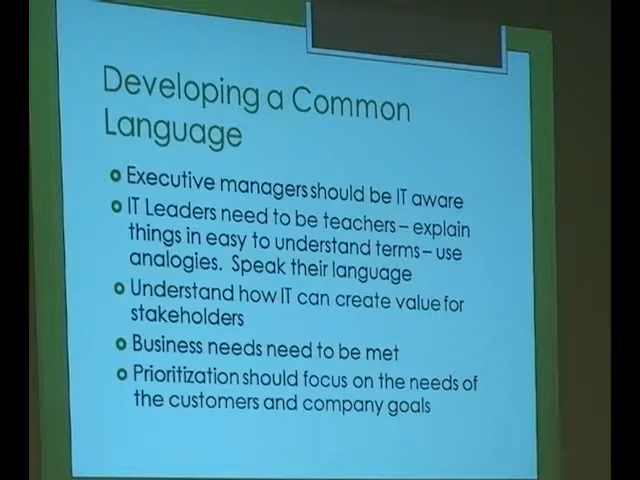 Developing a Common
Language
Executive managers should be IT aware
IT Leaders need to be teachers – explain
things in easy to understand terms – use
analogies. Speak their language
Understand how IT can create value for
stakeholders
Business needs need to be met
Prioritization should focus on the needs of
the customers and company goals